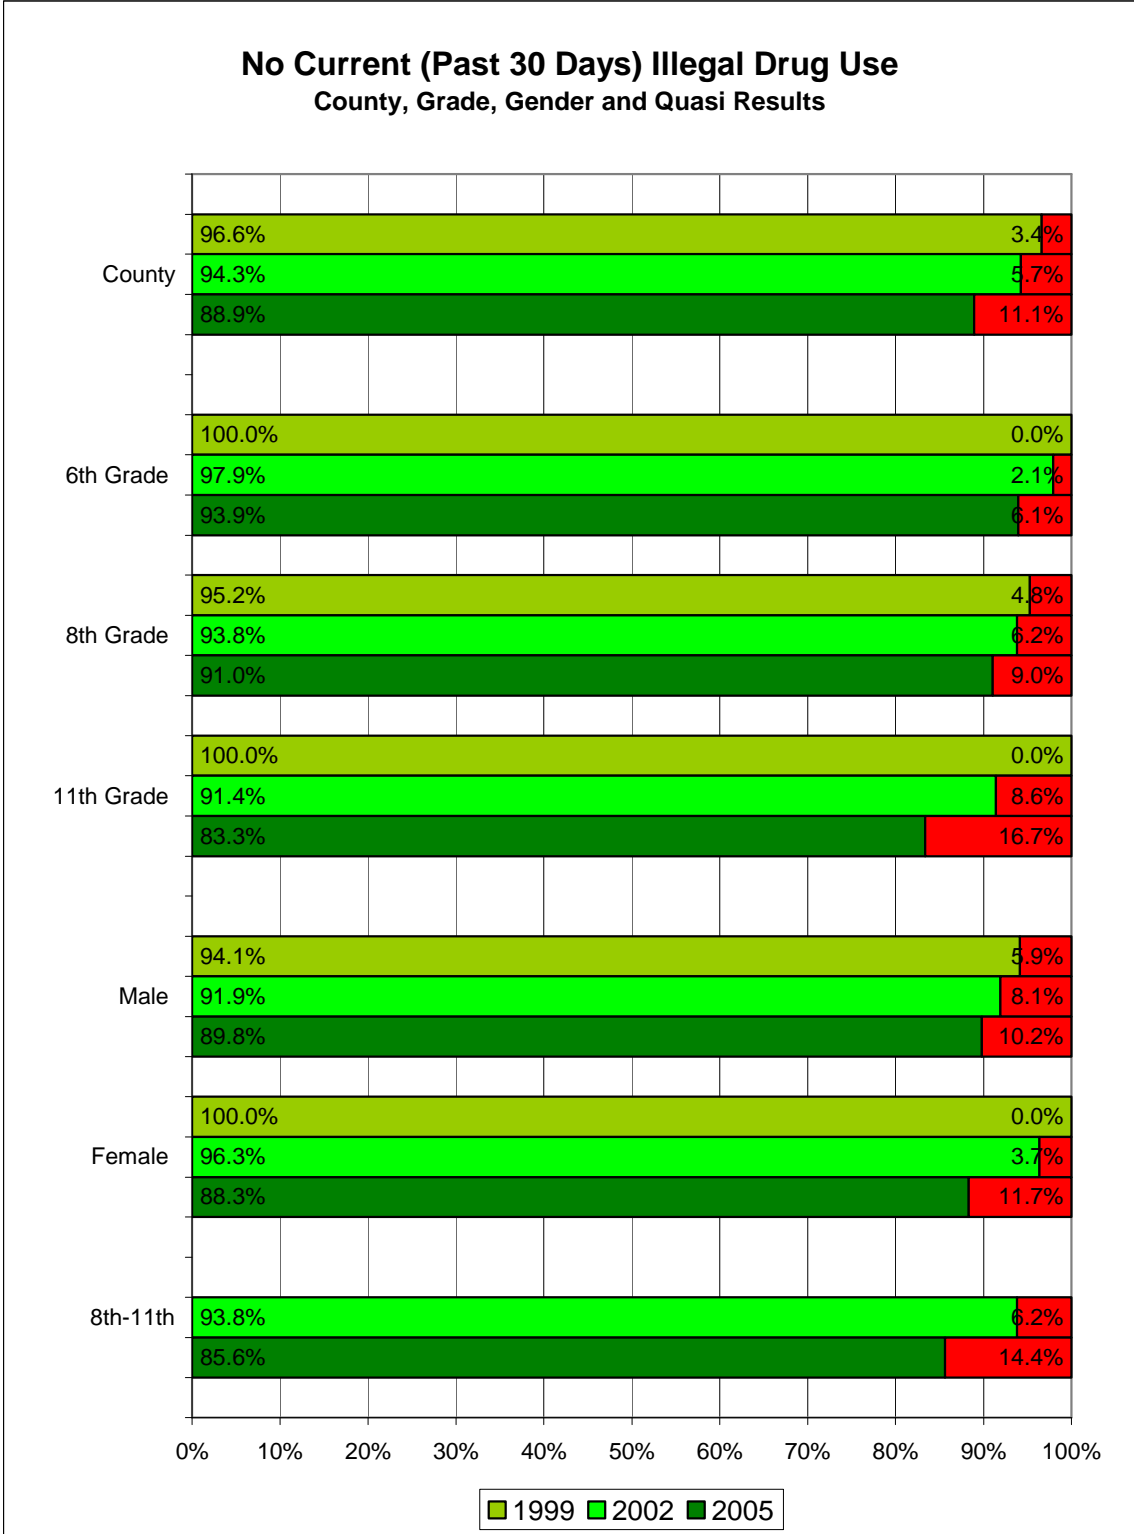 No Current (Past 30 Days) Illegal Drug Use
County, Grade, Gender and Quasi Results
96.6% 3.4%
County 94.3% 5.7%
88.9% 11.1%
100.0% 0.0%
6th Grade 97.9% 2.1%
93.9% 6.1%
95.2% 4.8%
8th Grade 93.8% 6.2%
91.0% 9.0%
100.0% 0.0%
11th Grade 91.4% 8.6%
83.3% 16.7%
94.1% 5.9%
Male 91.9% 8.1%
89.8% 10.2%
100.0% 0.0%
Female 96.3% 3.7%
88.3% 11.7%
8th-11th 93.8% 6.2%
85.6% 14.4%
0% 10% 20% 30% 40% 50% 60% 70% 80% 90% 100%
1999 2002 2005